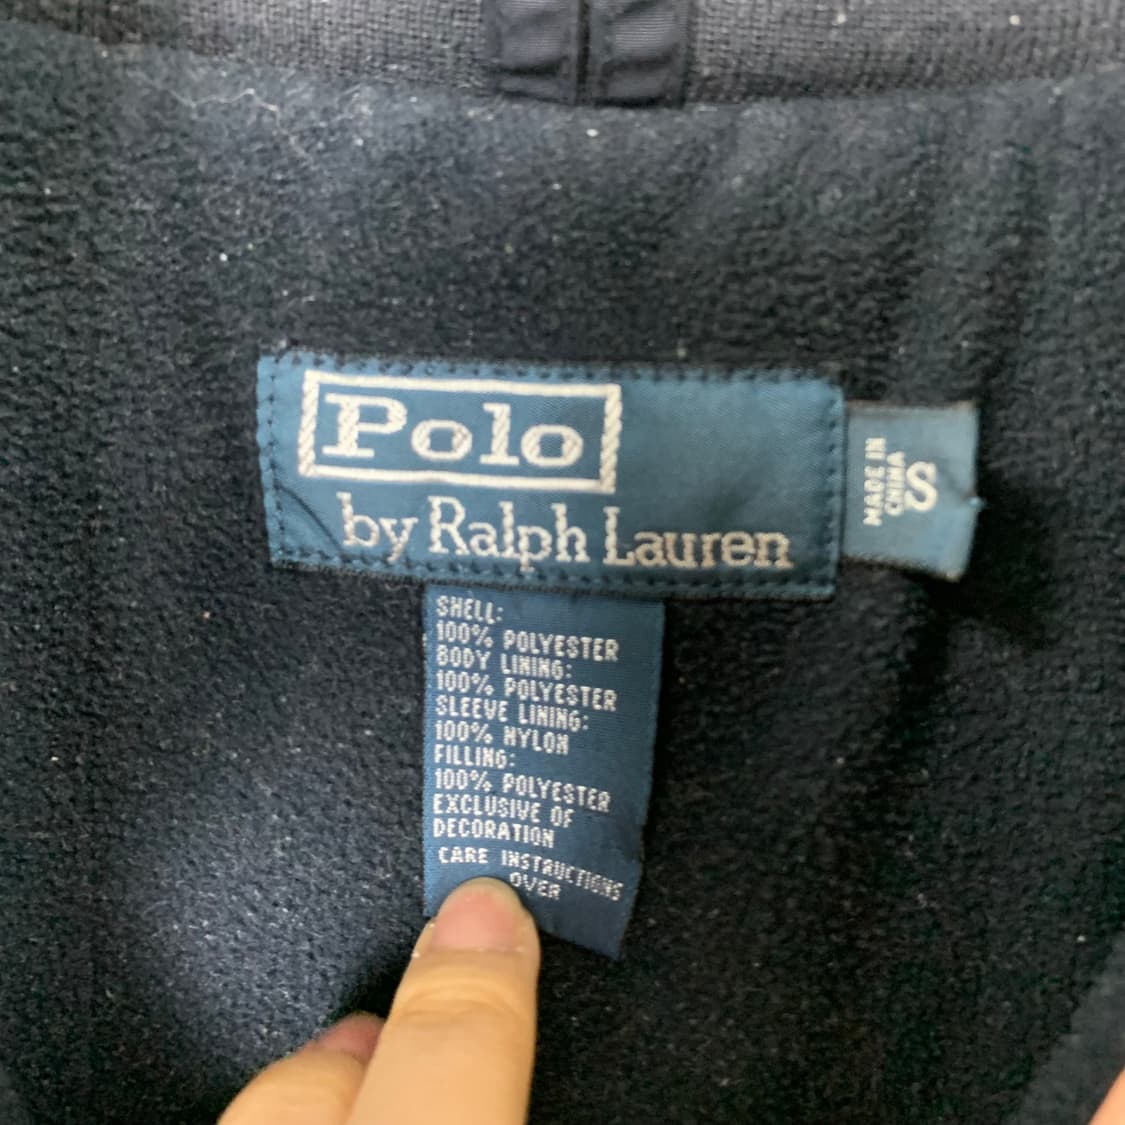 Polo
by Ralph Lauren
MADE IN
CHINA
S
SHELL:
100% POLYESTER
BODY LINING:
100% POLYESTER
SLEEVE LINING:
100% NYLON
FILLING:
100% POLYESTER
EXCLUSIVE OF
DECORATION
CARE INSTRUCTIONS
OVER